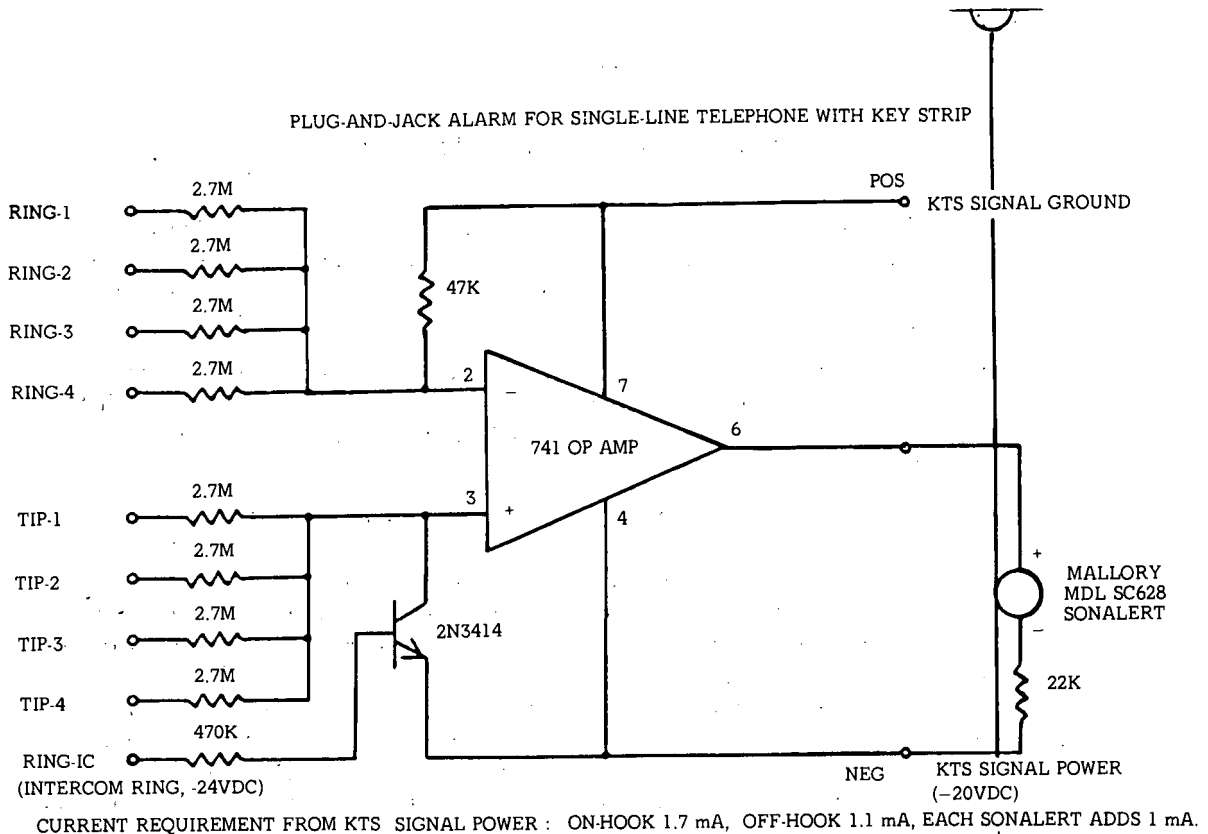 PLUG-AND-JACK ALARM FOR SINGLE-LINE TELEPHONE WITH KEY STRIP
POS
KTS SIGNAL GROUND
RING-1
2.7M
RING-2
2.7M
RING-3
2.7M
RING-4
2.7M
47K
2
−
7
741 OP AMP
6
3
+
4
TIP-1
2.7M
TIP-2
2.7M
TIP-3
2.7M
TIP-4
2.7M
2N3414
RING-IC
470K
(INTERCOM RING, -24VDC)
+
MALLORY
MDL SC628
SONALERT
−
22K
NEG
KTS SIGNAL POWER
(−20VDC)
CURRENT REQUIREMENT FROM KTS SIGNAL POWER : ON-HOOK 1.7 mA, OFF-HOOK 1.1 mA, EACH SONALERT ADDS 1 mA.